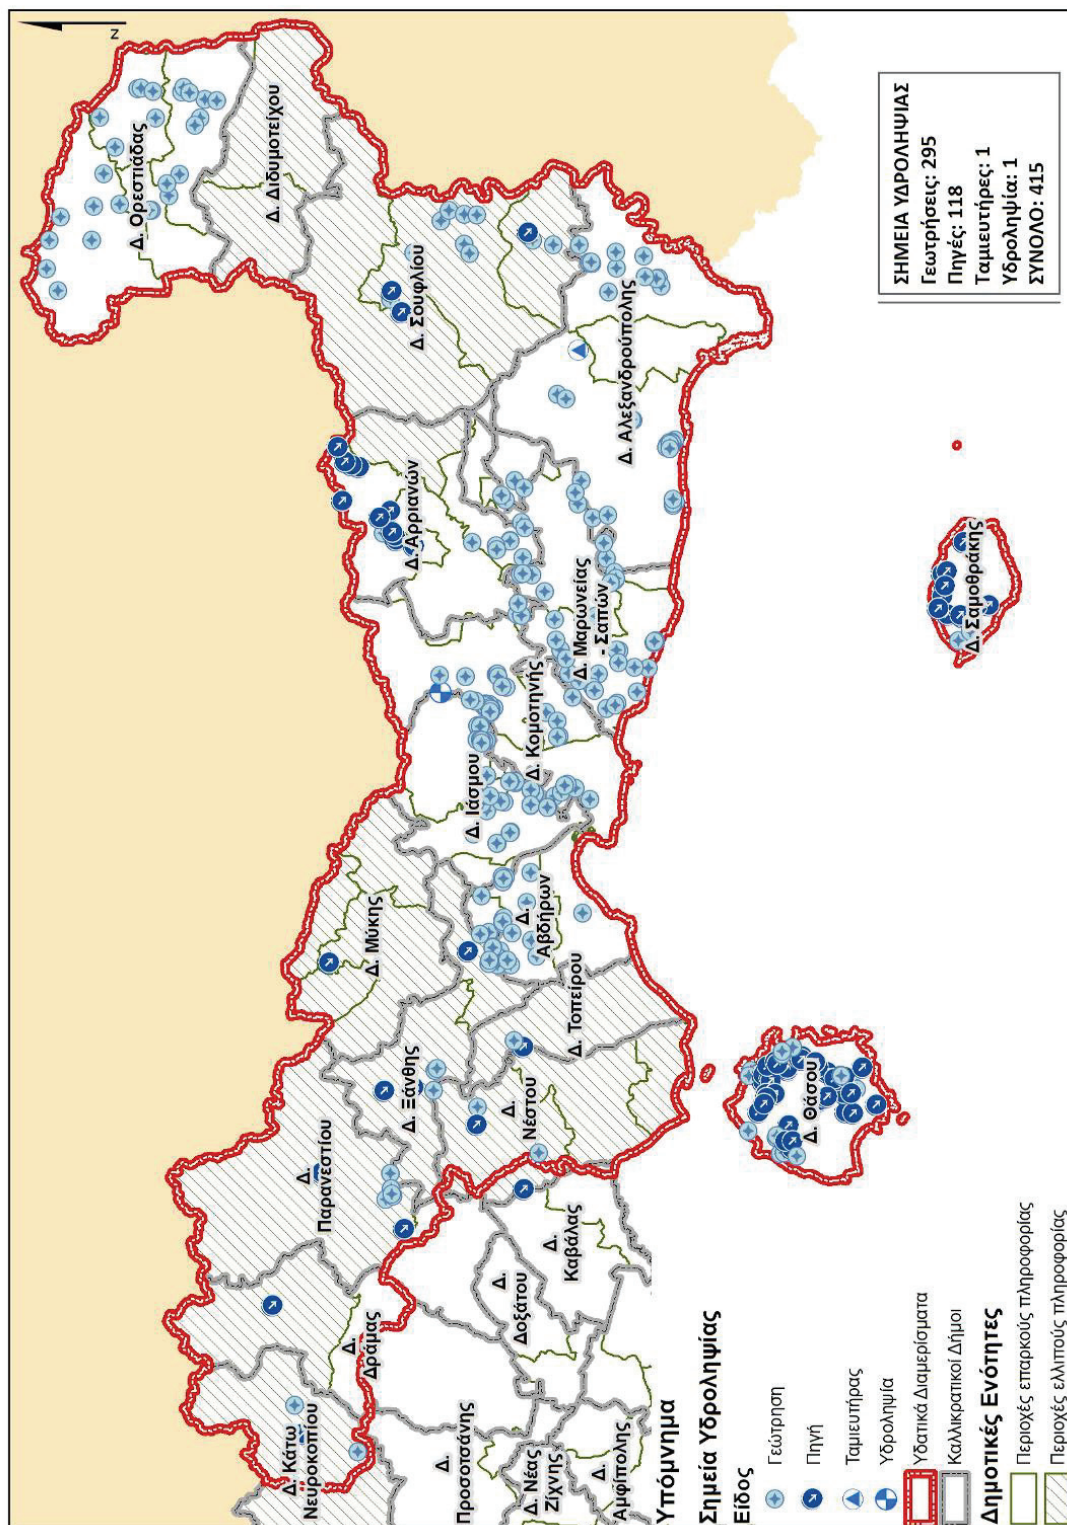 N
Δ. Ορεστιάδας
Δ. Διδυμοτείχου
Δ. Σουφλίου
Δ. Αλεξανδρούπολης
Δ. Αρριανών
Δ. Μαρώνείας
- Σαπών
Δ. Κομοτηνής
Δ. Ιάσμου
Δ.
Αβδήρων
Δ. Μύκης
Δ. Τοπείρου
Δ. Ξάνθης
Δ.
Νέστου
Δ.
Παρανεστίου
Δ.
Δράμας
Δ. Κάτω
Νευροκοπίου
Δ.
Προσοτσάνης
Δ.
Δοξάτου
Δ.
Καβάλας
Δ. Νέας
Ζίχνης
Δ.
Αμφίπολης
Δ. Θάσου
Δ. Σαμοθράκης
ΣΗΜΕΙΑ ΥΔΡΟΛΗΨΙΑΣ
Γεωτρήσεις: 295
Πηγές: 118
Ταμιευτήρες: 1
Υδροληψία: 1
ΣΥΝΟΛΟ: 415
Υπόμνημα
Σημεία Υδροληψίας
Είδος
Γεώτρηση
Πηγή
Ταμιευτήρας
Υδροληψία
Υδατικά Διαμερίσματα
Καλλικρατικοί Δήμοι
Δημοτικές Ενότητες
Περιοχές επαρκούς πληροφορίας
Περιοχές ελλιπούς πληροφορίας